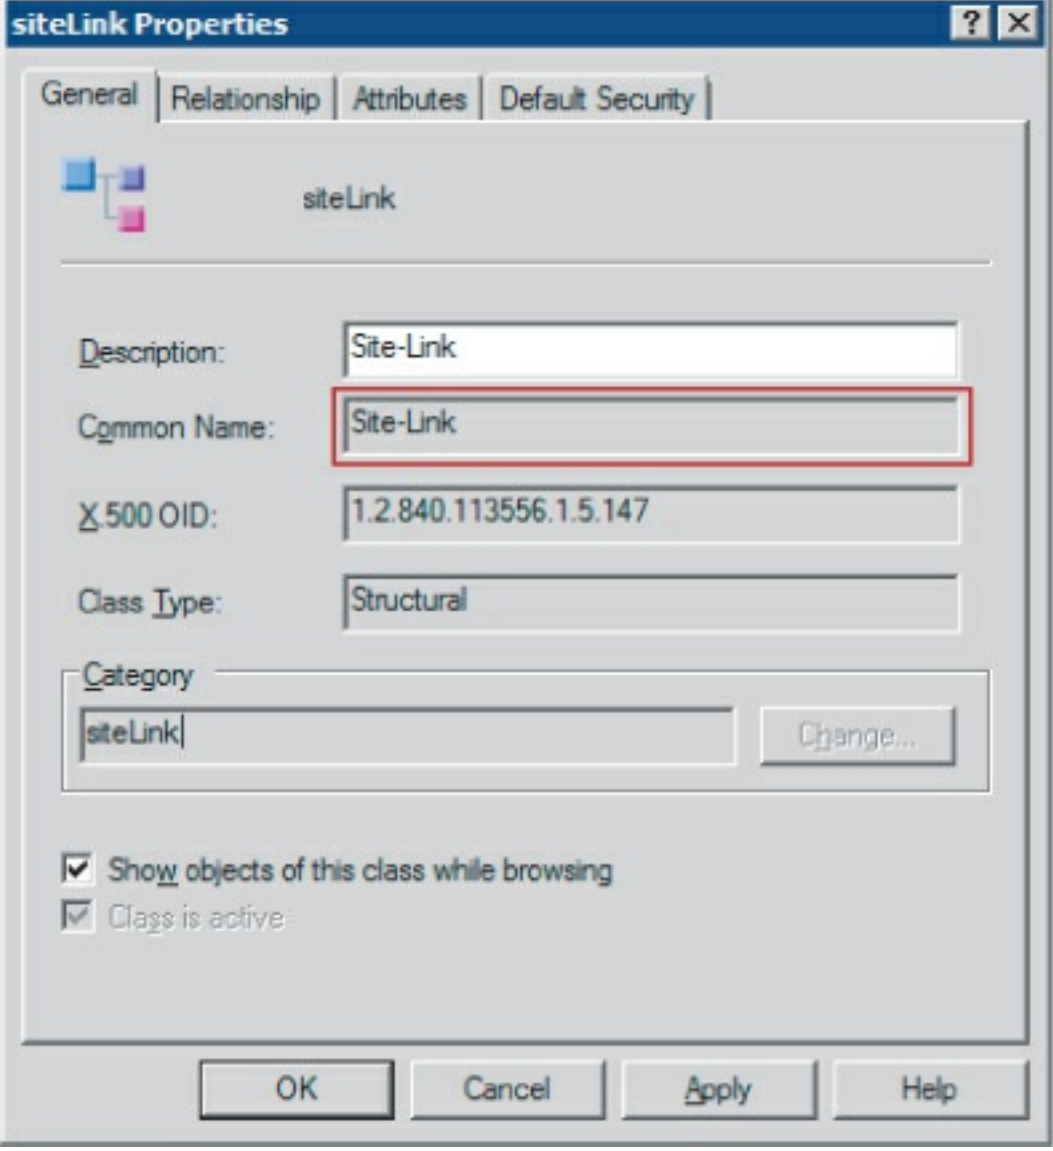 siteLink Properties
General Relationship Attributes Default Security
siteLink
Description: Site-Link
Common Name: Site-Link
X.500 OID: 1.2.840.113556.1.5.147
Class Type: Structural
Category
siteLink Change...
Show objects of this class while browsing
Class is active
OK Cancel Apply Help